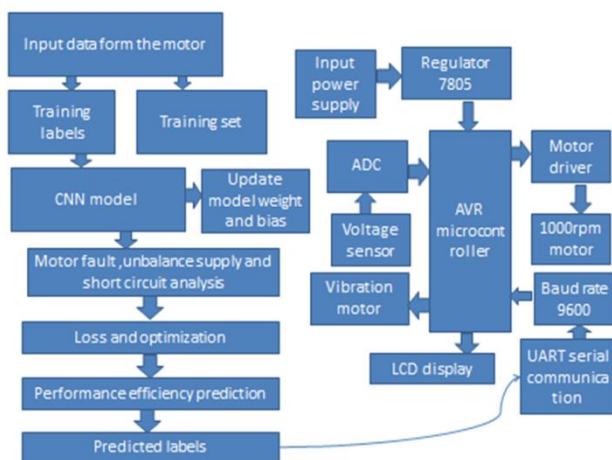 Input data form the motor
Training
labels
Training set
CNN model
Update
model weight
and bias
Motor fault ,unbalance supply and
short circuit analysis
Loss and optimization
Performance efficiency prediction
Predicted labels
Input
power
supply
Regulator
7805
ADC
Voltage
sensor
Vibration
motor
AVR
microcont
roller
LCD display
Motor
driver
1000rpm
motor
Baud rate
9600
UART serial
communica
tion